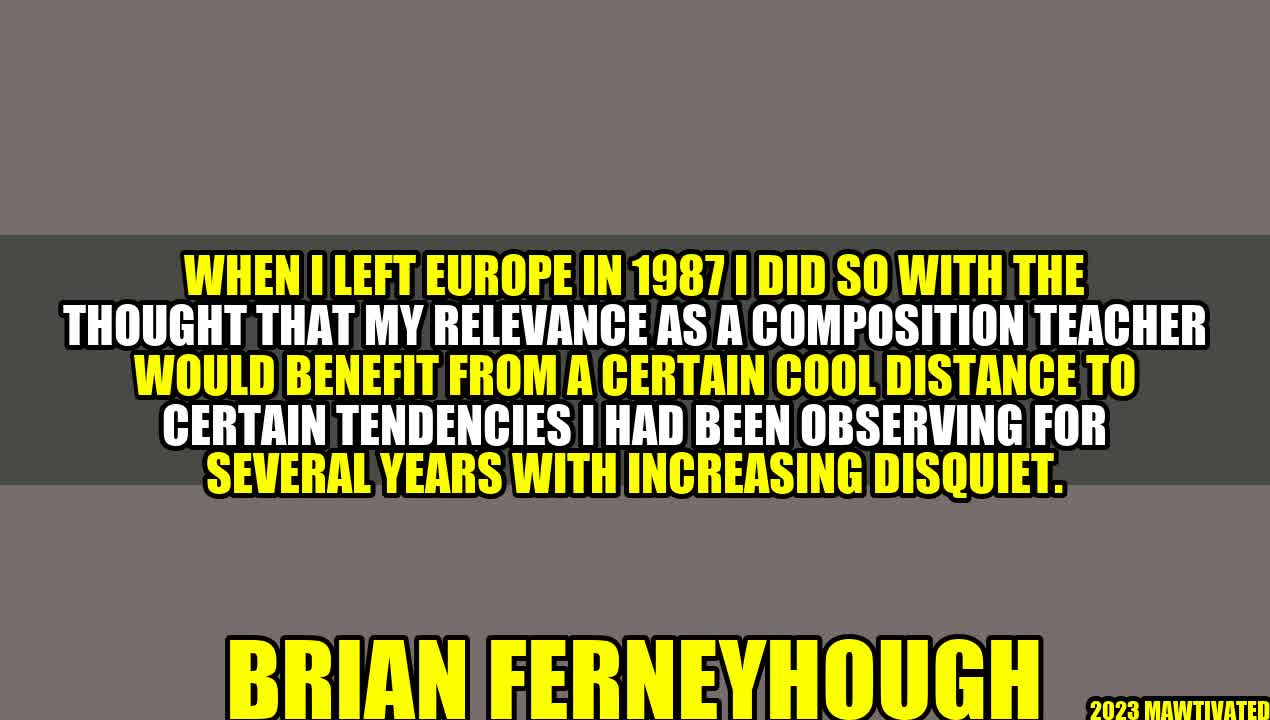 WHEN I LEFT EUROPE IN 1987 I DID SO WITH THE
THOUGHT THAT MY RELEVANCE AS A COMPOSITION TEACHER
WOULD BENEFIT FROM A CERTAIN COOL DISTANCE TO
CERTAIN TENDENCIES I HAD BEEN OBSERVING FOR
SEVERAL YEARS WITH INCREASING DISQUIET.
BRIAN FERNEYHOUGH
2023 MAWTIVATED